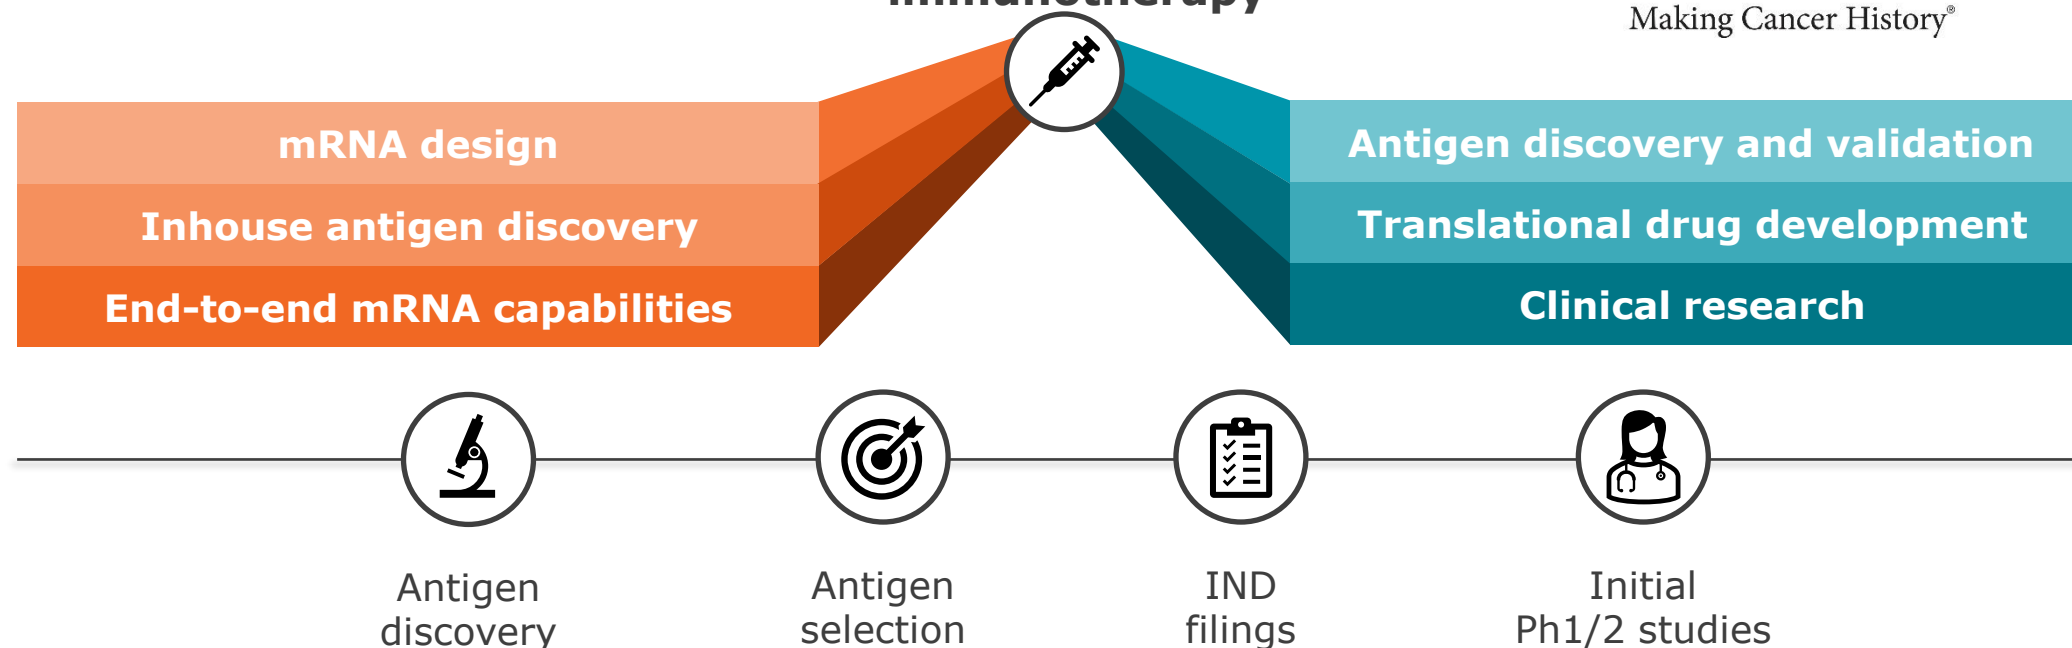 immunotherapy
Making Cancer History®
mRNA design
Inhouse antigen discovery
End-to-end mRNA capabilities
Antigen discovery and validation
Translational drug development
Clinical research
Antigen
discovery
Antigen
selection
IND
filings
Initial
Ph1/2 studies